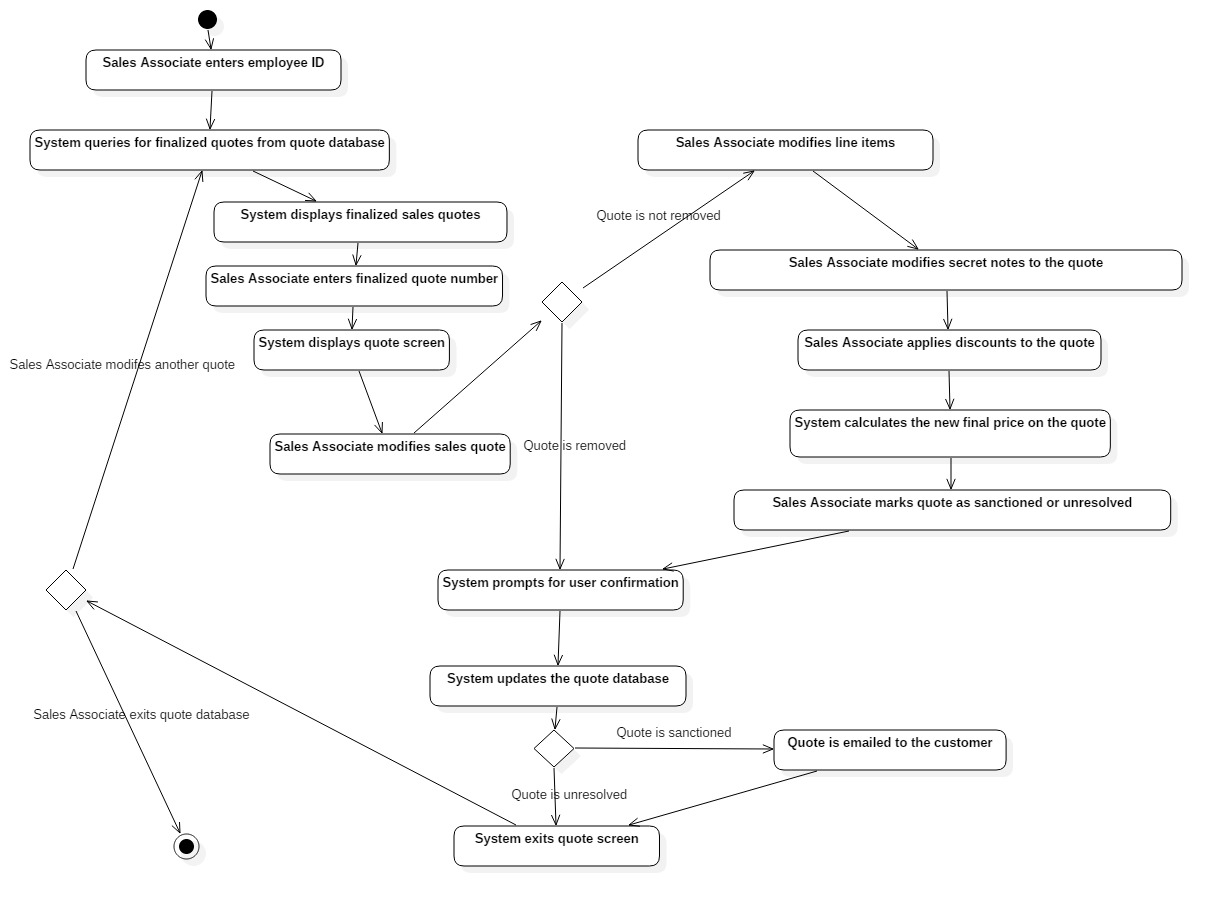 Sales Associate enters employee ID
System queries for finalized quotes from quote database
System displays finalized sales quotes
Sales Associate enters finalized quote number
System displays quote screen
Sales Associate modifies sales quote
Quote is not removed
Quote is removed
Sales Associate modifies line items
Sales Associate modifies secret notes to the quote
Sales Associate applies discounts to the quote
System calculates the new final price on the quote
Sales Associate marks quote as sanctioned or unresolved
System prompts for user confirmation
System updates the quote database
Quote is sanctioned
Quote is emailed to the customer
Quote is unresolved
System exits quote screen
Sales Associate modifes another quote
Sales Associate exits quote database